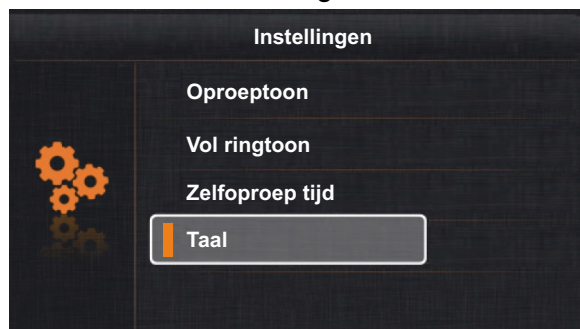 Instellingen
Oproeptoon
Vol ringtoon
Zelfoproep tijd
Taal